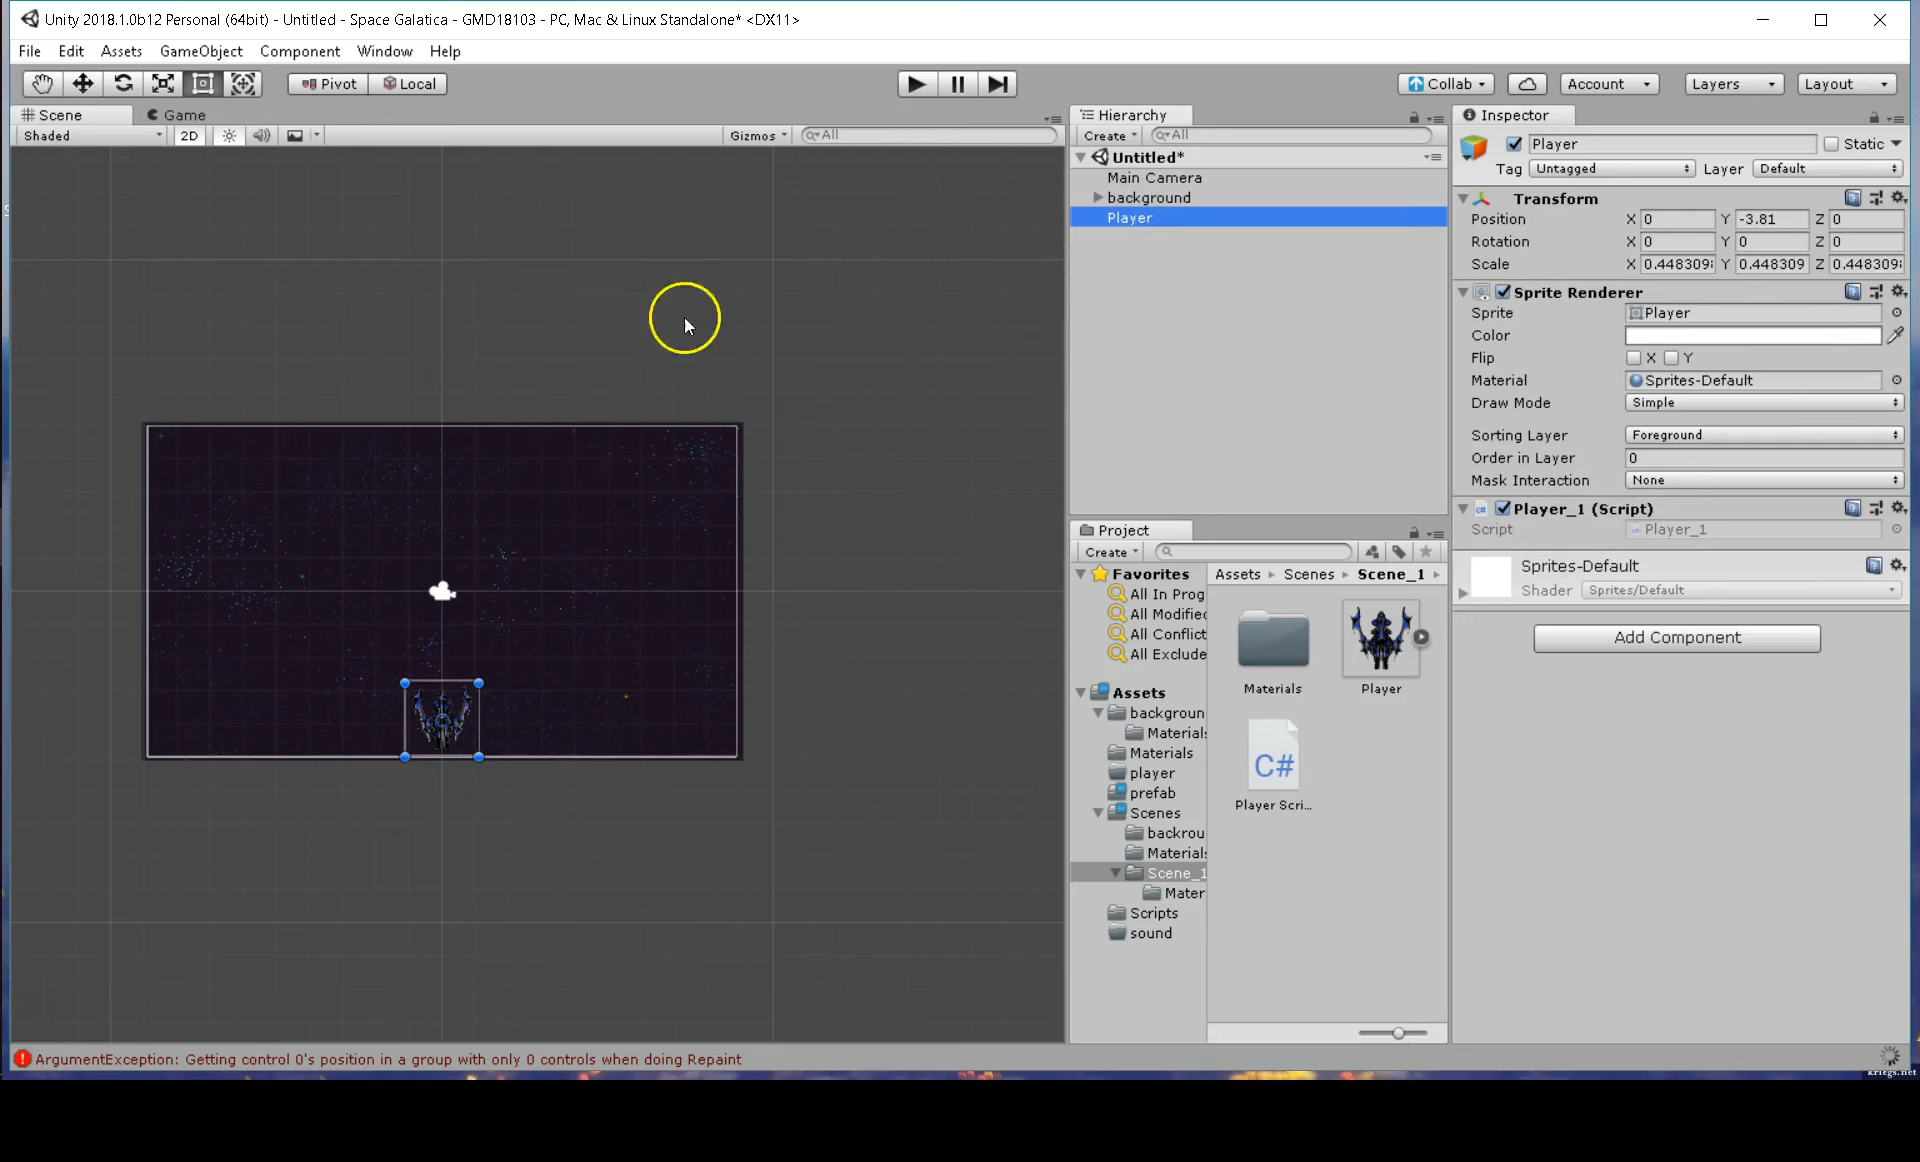 Unity 2018.1.0b12 Personal (64bit) - Untitled - Space Galatica - GMD18103 - PC, Mac & Linux Standalone* <DX11>
File Edit Assets GameObject Component Window Help
Pivot Local Collab Account Layers Layout
Scene Game
Shaded 2D Gizmos All
Hierarchy
Create All
Untitled*
Main Camera
background
Player
Project
Create
Favorites
All In Prog
All Modified
All Conflict
All Exclude
Assets
backgroun
Materials
Materials
player
prefab
Scenes
backrou
Materials
Scene_1
Mater
Scripts
sound
Assets Scenes Scene_1
Materials
Player
C#
Player Scri...
Inspector
Player Static
Tag Untagged Layer Default
Transform
Position X 0 Y -3.81 Z 0
Rotation X 0 Y 0 Z 0
Scale X 0.448309 Y 0.448309 Z 0.448309
Sprite Renderer
Sprite Player
Color
Flip X Y
Material Sprites-Default
Draw Mode Simple
Sorting Layer Foreground
Order in Layer 0
Mask Interaction None
Player_1 (Script)
Script Player_1
Sprites-Default
Shader Sprites/Default
Add Component
ArgumentException: Getting control 0's position in a group with only 0 controls when doing Repaint
kriegs.net